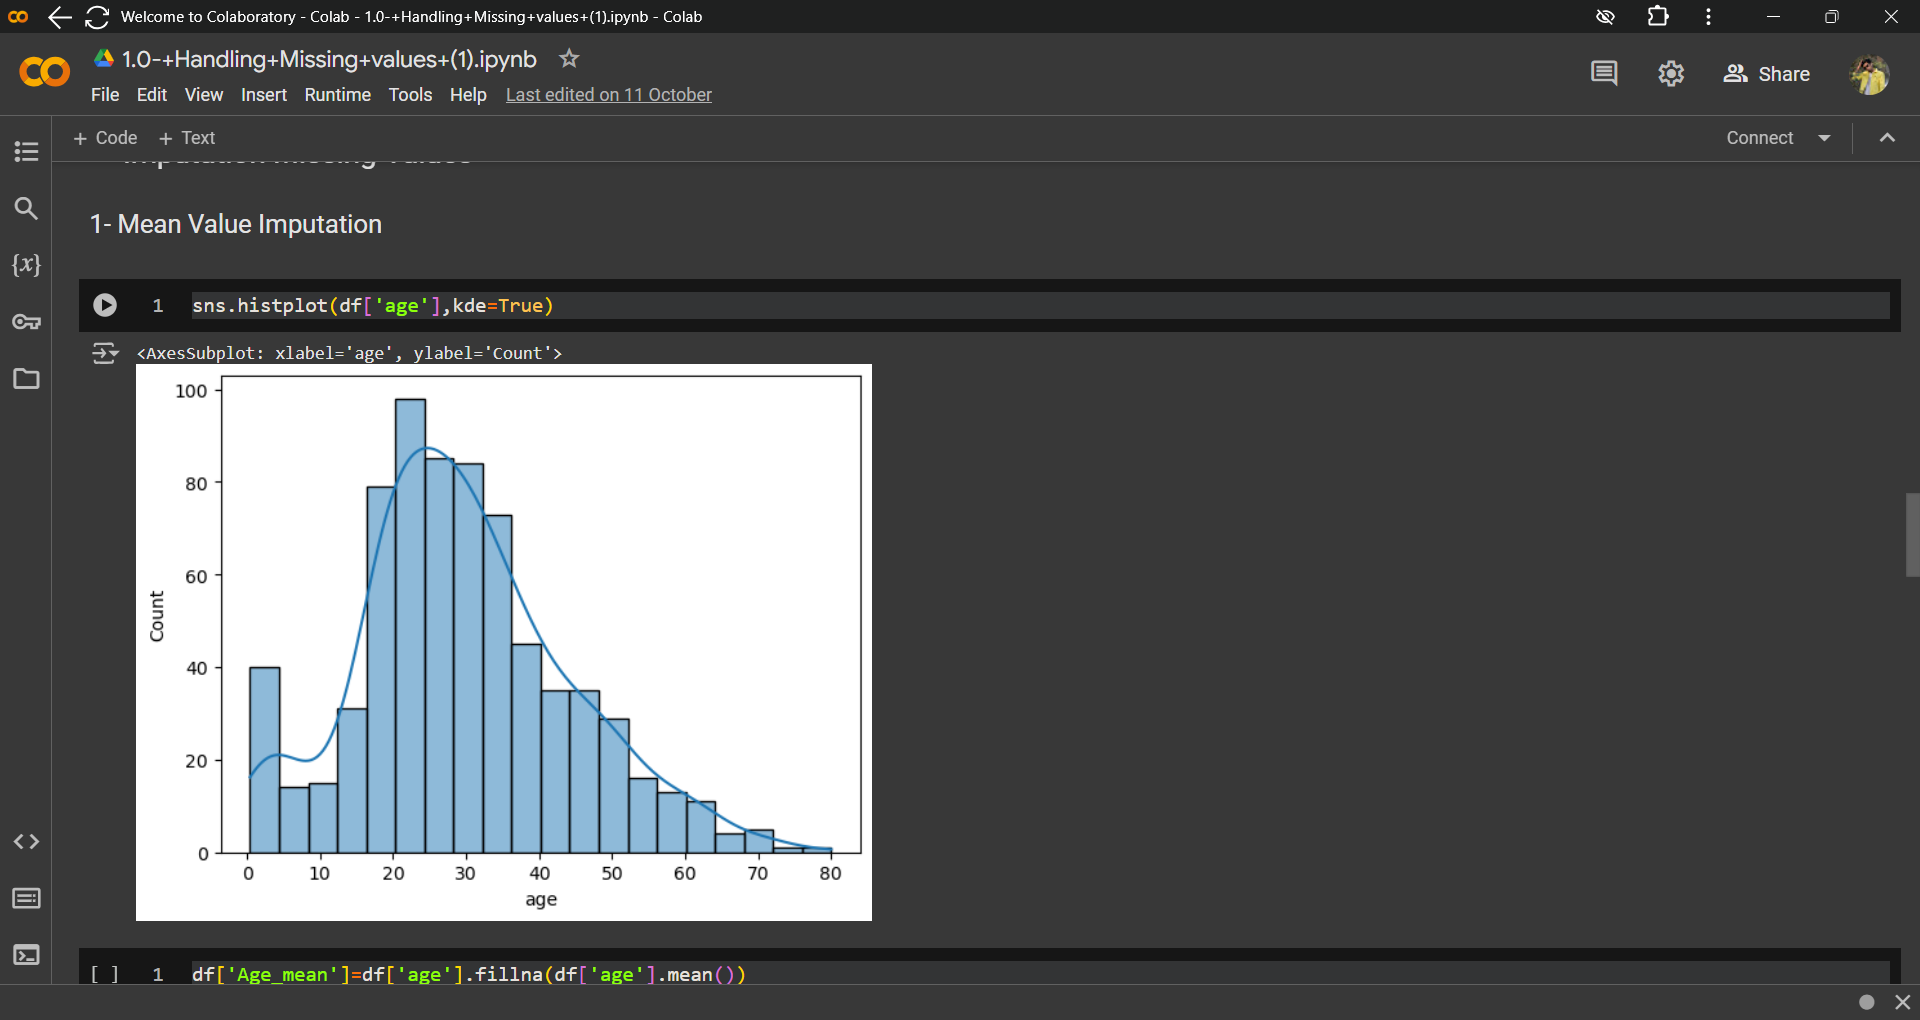 Welcome to Colaboratory - Colab - 1.0-+Handling+Missing+values+(1).ipynb - Colab
1.0-+Handling+Missing+values+(1).ipynb
File Edit View Insert Runtime Tools Help Last edited on 11 October
Share
+ Code + Text
Connect
1- Mean Value Imputation
1 sns.histplot(df['age'],kde=True)
<AxesSubplot: xlabel='age', ylabel='Count'>
100
80
60
40
20
0
Count
0 10 20 30 40 50 60 70 80
age
[ ] 1 df['Age_mean']=df['age'].fillna(df['age'].mean())